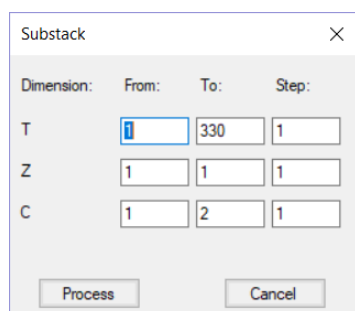 Substack
Dimension: From: To: Step:
T 1 330 1
Z 1 1 1
C 1 2 1
Process Cancel